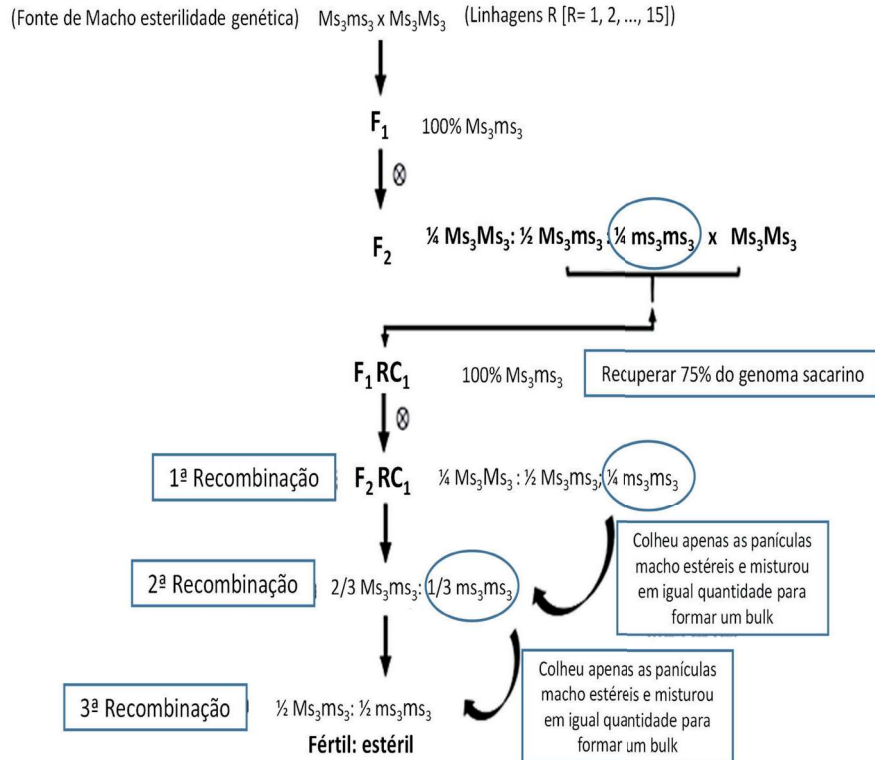 (Fonte de Macho esterilidade genética) Ms₃ms₃ x Ms₃Ms₃ (Linhagens R [R= 1, 2, ..., 15])
F₁ 100% Ms₃ms₃
F₂ ¼ Ms₃Ms₃: ½ Ms₃ms₃ : ¼ ms₃ms₃ x Ms₃Ms₃
F₁ RC₁ 100% Ms₃ms₃ Recuperar 75% do genoma sacarino
1ª Recombinação F₂ RC₁ ¼ Ms₃Ms₃ : ½ Ms₃ms₃; ¼ ms₃ms₃
Colheu apenas as panículas
macho estéreis e misturou
em igual quantidade para
formar um bulk
2ª Recombinação 2/3 Ms₃ms₃: 1/3 ms₃ms₃
Colheu apenas as panículas
macho estéreis e misturou
em igual quantidade para
formar um bulk
3ª Recombinação ½ Ms₃ms₃: ½ ms₃ms₃
Fértil: estéril